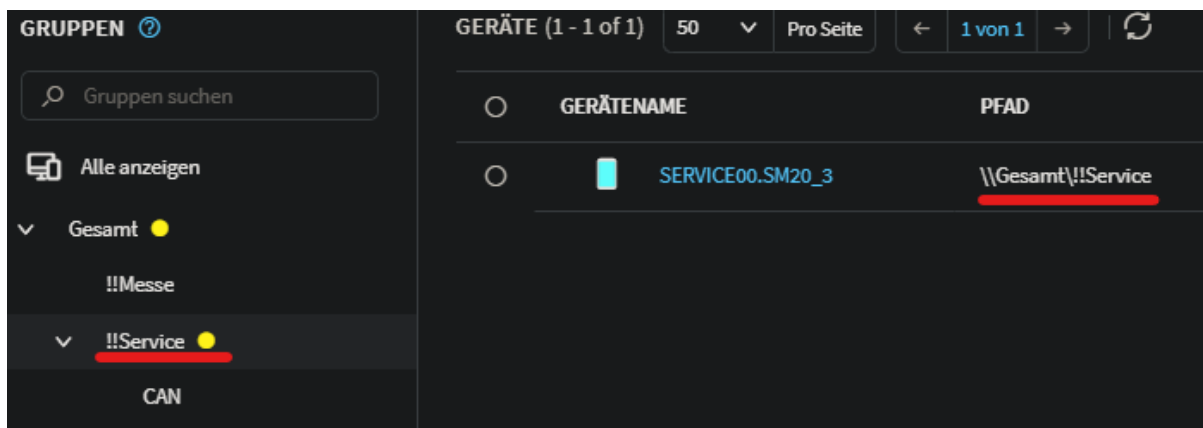 GRUPPEN ?
Gruppen suchen
Alle anzeigen
Gesamt
!!Messe
!!Service
CAN
GERÄTE (1 - 1 of 1) 50 Pro Seite ← 1 von 1 →
GERÄTENAME PFAD
SERVICE00.SM20_3 \\Gesamt\!!Service